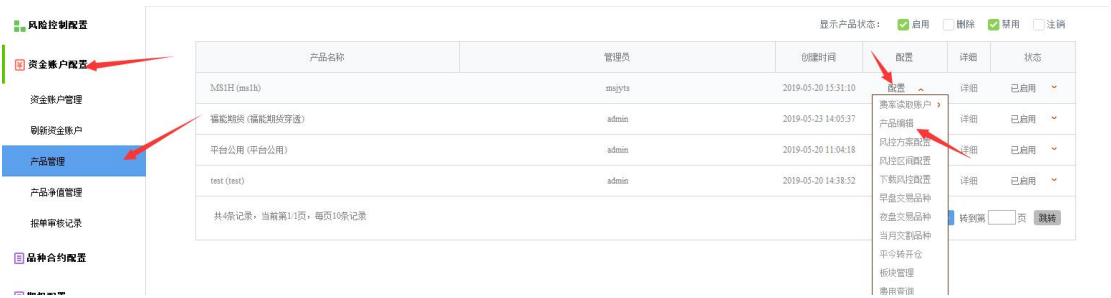 风险控制配置
显示产品状态： 启用 删除 禁用 注销
资金账户配置
产品名称 管理员 创建时间 配置 详细 状态
资金账户管理
MS1H (ms1h) msjyts 2019-05-20 15:31:10 配置 详细 已启用
费率读取账户
刷新资金账户
福能期货 (福能期货穿透) admin 2019-05-23 14:05:37 产品编辑 详细 已启用
风控方案配置
产品管理
平台公用 (平台公用) admin 2019-05-20 11:04:18 风控区间配置 详细 已启用
test (test) admin 2019-05-20 14:38:52 下载风控配置 详细 已启用
产品净值管理
早盘交易品种
报单审核记录
共4条记录，当前第1/1页，每页10条记录 夜盘交易品种 转到第 页 跳转
当月交割品种
品种合约配置
平今转开仓
板块管理
费用查询